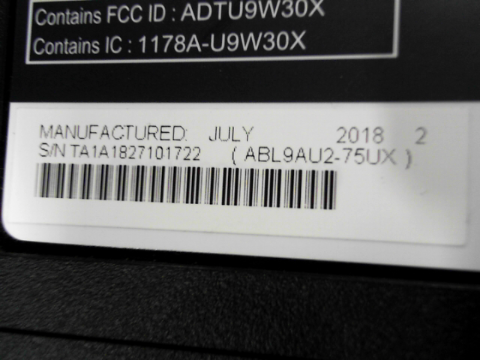 Contains FCC ID : ADTU9W30X
Contains IC : 1178A-U9W30X
MANUFACTURED: JULY 2018 2
S/N TA1A1827101722 ( ABL9AU2-75UX )